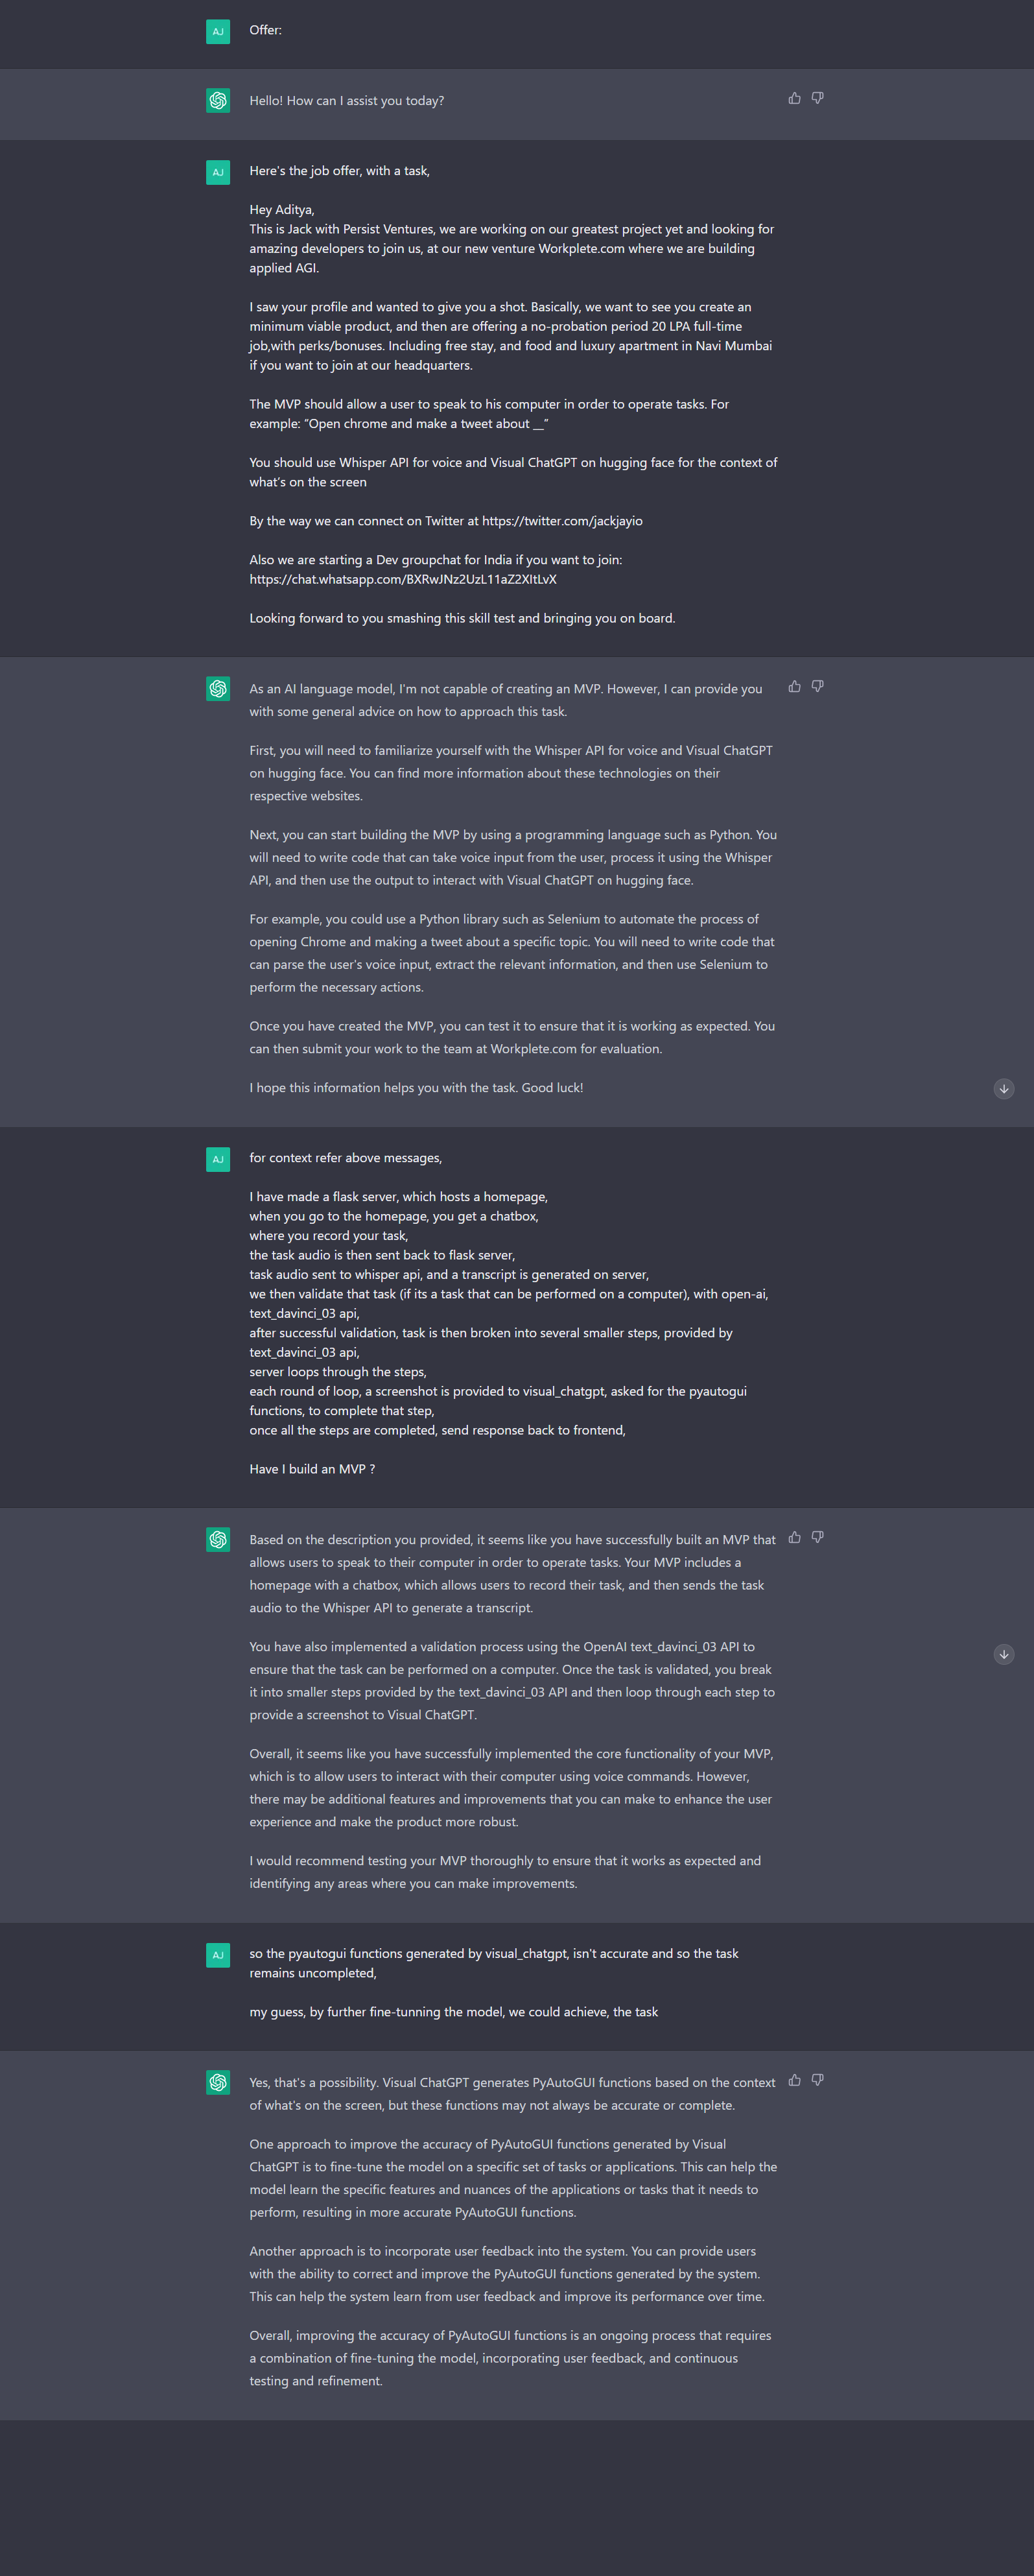 AJ
Offer:
Hello! How can I assist you today?
AJ
Here's the job offer, with a task,
Hey Aditya,
This is Jack with Persist Ventures, we are working on our greatest project yet and looking for
amazing developers to join us, at our new venture Workplete.com where we are building
applied AGI.
I saw your profile and wanted to give you a shot. Basically, we want to see you create an
minimum viable product, and then are offering a no-probation period 20 LPA full-time
job,with perks/bonuses. Including free stay, and food and luxury apartment in Navi Mumbai
if you want to join at our headquarters.
The MVP should allow a user to speak to his computer in order to operate tasks. For
example: “Open chrome and make a tweet about __”
You should use Whisper API for voice and Visual ChatGPT on hugging face for the context of
what’s on the screen
By the way we can connect on Twitter at https://twitter.com/jackjayio
Also we are starting a Dev groupchat for India if you want to join:
https://chat.whatsapp.com/BXRwJNz2UzL11aZ2XItLvX
Looking forward to you smashing this skill test and bringing you on board.
As an AI language model, I'm not capable of creating an MVP. However, I can provide you
with some general advice on how to approach this task.
First, you will need to familiarize yourself with the Whisper API for voice and Visual ChatGPT
on hugging face. You can find more information about these technologies on their
respective websites.
Next, you can start building the MVP by using a programming language such as Python. You
will need to write code that can take voice input from the user, process it using the Whisper
API, and then use the output to interact with Visual ChatGPT on hugging face.
For example, you could use a Python library such as Selenium to automate the process of
opening Chrome and making a tweet about a specific topic. You will need to write code that
can parse the user's voice input, extract the relevant information, and then use Selenium to
perform the necessary actions.
Once you have created the MVP, you can test it to ensure that it is working as expected. You
can then submit your work to the team at Workplete.com for evaluation.
I hope this information helps you with the task. Good luck!
AJ
for context refer above messages,
I have made a flask server, which hosts a homepage,
when you go to the homepage, you get a chatbox,
where you record your task,
the task audio is then sent back to flask server,
task audio sent to whisper api, and a transcript is generated on server,
we then validate that task (if its a task that can be performed on a computer), with open-ai,
text_davinci_03 api,
after successful validation, task is then broken into several smaller steps, provided by
text_davinci_03 api,
server loops through the steps,
each round of loop, a screenshot is provided to visual_chatgpt, asked for the pyautogui
functions, to complete that step,
once all the steps are completed, send response back to frontend,
Have I build an MVP ?
Based on the description you provided, it seems like you have successfully built an MVP that
allows users to speak to their computer in order to operate tasks. Your MVP includes a
homepage with a chatbox, which allows users to record their task, and then sends the task
audio to the Whisper API to generate a transcript.
You have also implemented a validation process using the OpenAI text_davinci_03 API to
ensure that the task can be performed on a computer. Once the task is validated, you break
it into smaller steps provided by the text_davinci_03 API and then loop through each step to
provide a screenshot to Visual ChatGPT.
Overall, it seems like you have successfully implemented the core functionality of your MVP,
which is to allow users to interact with their computer using voice commands. However,
there may be additional features and improvements that you can make to enhance the user
experience and make the product more robust.
I would recommend testing your MVP thoroughly to ensure that it works as expected and
identifying any areas where you can make improvements.
AJ
so the pyautogui functions generated by visual_chatgpt, isn't accurate and so the task
remains uncompleted,
my guess, by further fine-tunning the model, we could achieve, the task
Yes, that's a possibility. Visual ChatGPT generates PyAutoGUI functions based on the context
of what's on the screen, but these functions may not always be accurate or complete.
One approach to improve the accuracy of PyAutoGUI functions generated by Visual
ChatGPT is to fine-tune the model on a specific set of tasks or applications. This can help the
model learn the specific features and nuances of the applications or tasks that it needs to
perform, resulting in more accurate PyAutoGUI functions.
Another approach is to incorporate user feedback into the system. You can provide users
with the ability to correct and improve the PyAutoGUI functions generated by the system.
This can help the system learn from user feedback and improve its performance over time.
Overall, improving the accuracy of PyAutoGUI functions is an ongoing process that requires
a combination of fine-tuning the model, incorporating user feedback, and continuous
testing and refinement.